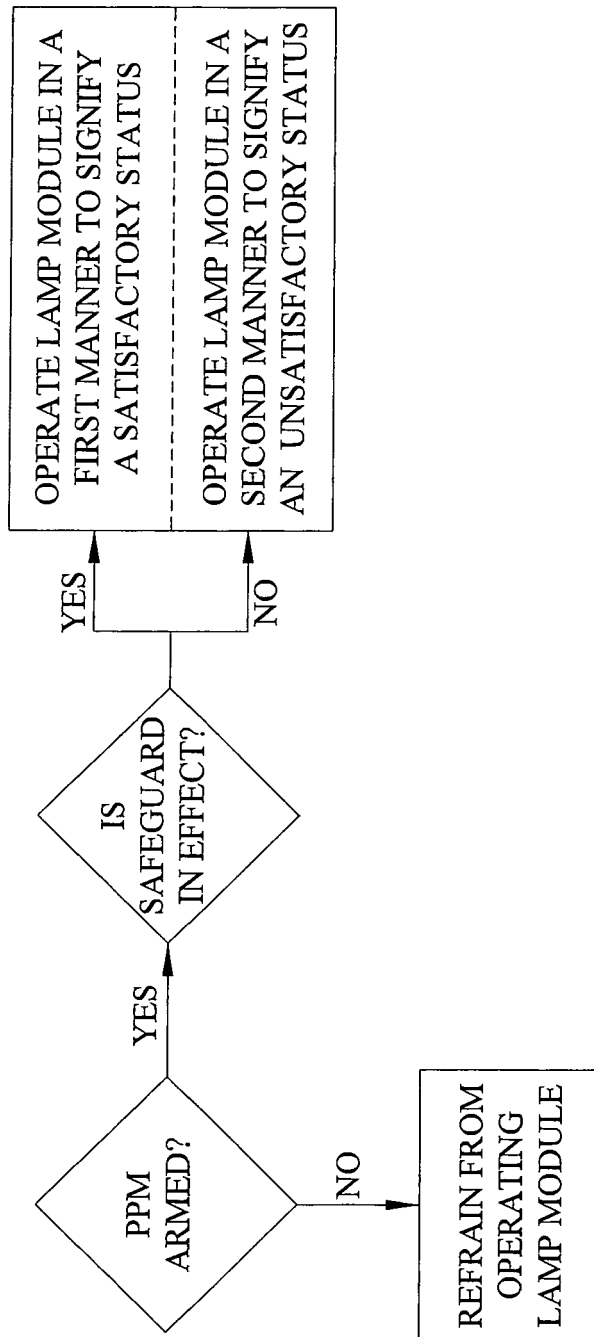 PPM
ARMED?
YES
NO
REFRAIN FROM
OPERATING
LAMP MODULE
IS
SAFEGUARD
IN EFFECT?
YES
NO
OPERATE LAMP MODULE IN A
FIRST MANNER TO SIGNIFY
A SATISFACTORY STATUS
OPERATE LAMP MODULE IN A
SECOND MANNER TO SIGNIFY
AN UNSATISFACTORY STATUS